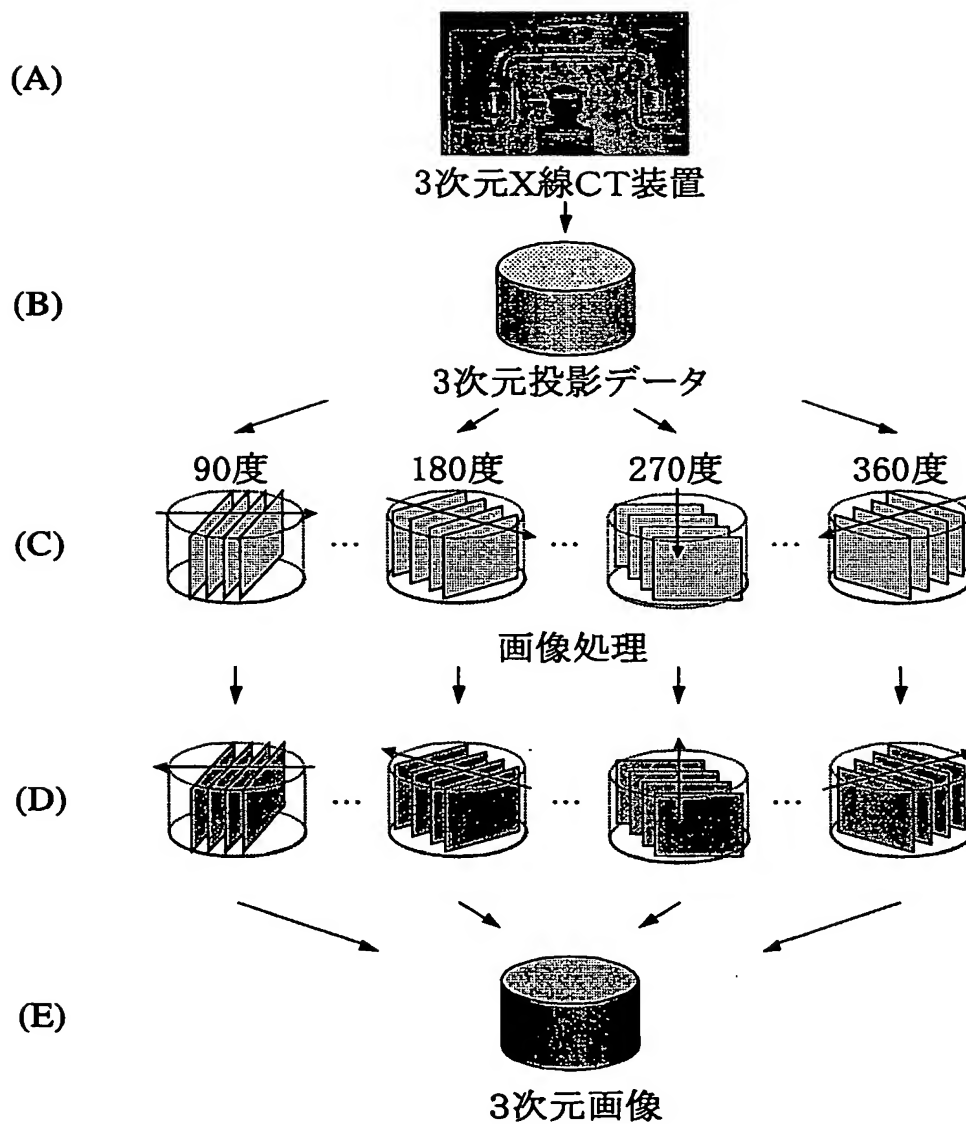 (A)
3次元X線CT装置
(B)
3次元投影データ
90度 180度 270度 360度
(C) … … …
画像処理
(D) … … …
(E)
3次元画像